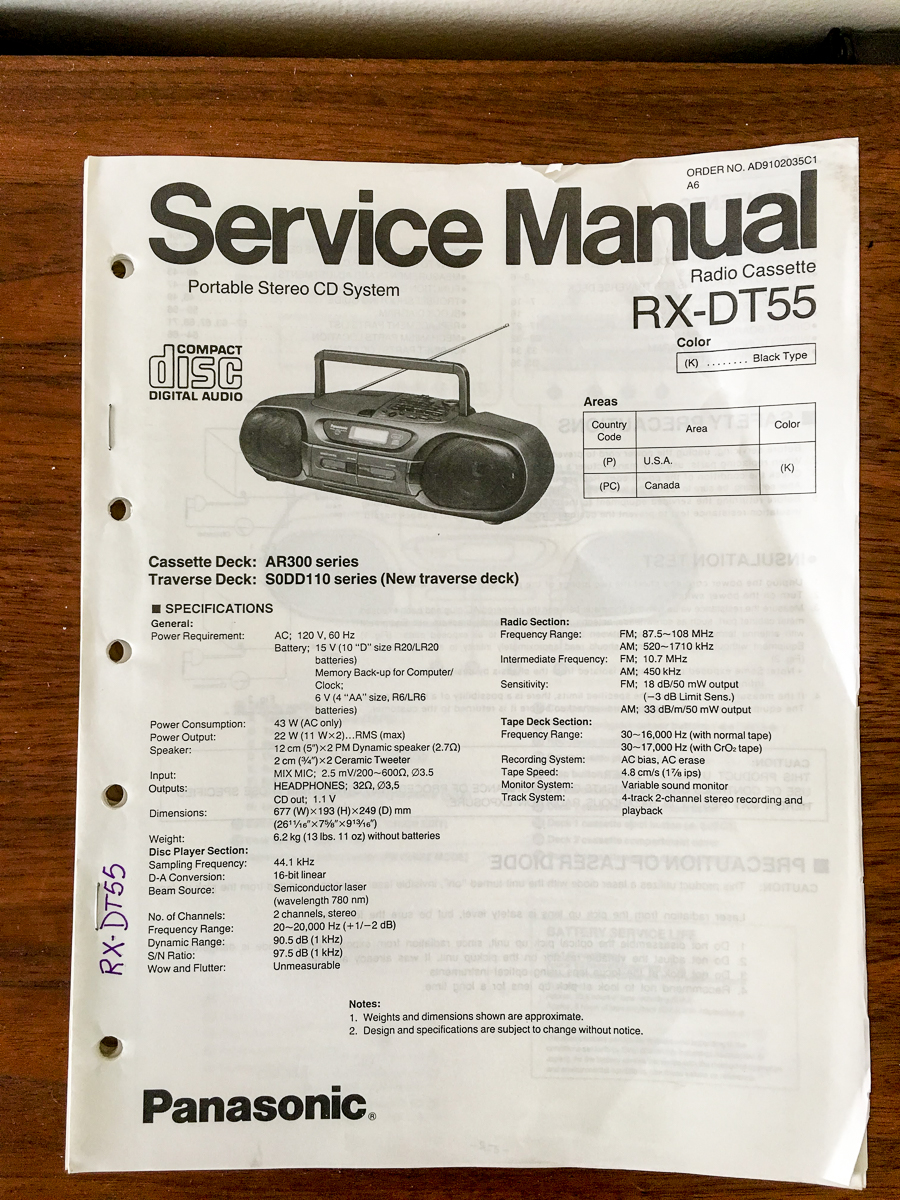 ORDER NO. AD9102035C1
A6
Service Manual
Portable Stereo CD System
Radio Cassette
RX-DT55
Color
(K) ........ Black Type
COMPACT
disc
DIGITAL AUDIO
Areas
Country Code Area Color
(P) U.S.A. (K)
(PC) Canada
Cassette Deck: AR300 series
Traverse Deck: S0DD110 series (New traverse deck)
■ SPECIFICATIONS
General:
Power Requirement: AC; 120 V, 60 Hz
Battery; 15 V (10 "D" size R20/LR20
batteries)
Memory Back-up for Computer/
Clock;
6 V (4 "AA" size, R6/LR6
batteries)
Power Consumption: 43 W (AC only)
Power Output: 22 W (11 W×2)...RMS (max)
Speaker: 12 cm (5")×2 PM Dynamic speaker (2.7Ω)
2 cm (¾")×2 Ceramic Tweeter
Input: MIX MIC; 2.5 mV/200~600Ω, ∅3.5
Outputs: HEADPHONES; 32Ω, ∅3,5
CD out; 1.1 V
Dimensions: 677 (W)×193 (H)×249 (D) mm
(26¹¹⁄₁₆"×7⅝"×9¹³⁄₁₆")
Weight: 6.2 kg (13 lbs. 11 oz) without batteries
Disc Player Section:
Sampling Frequency: 44.1 kHz
D-A Conversion: 16-bit linear
Beam Source: Semiconductor laser
(wavelength 780 nm)
No. of Channels: 2 channels, stereo
Frequency Range: 20~20,000 Hz (+1/−2 dB)
Dynamic Range: 90.5 dB (1 kHz)
S/N Ratio: 97.5 dB (1 kHz)
Wow and Flutter: Unmeasurable
Radio Section:
Frequency Range: FM; 87.5~108 MHz
AM; 520~1710 kHz
Intermediate Frequency: FM; 10.7 MHz
AM; 450 kHz
Sensitivity: FM; 18 dB/50 mW output
(−3 dB Limit Sens.)
AM; 33 dB/m/50 mW output
Tape Deck Section:
Frequency Range: 30~16,000 Hz (with normal tape)
30~17,000 Hz (with CrO₂ tape)
Recording System: AC bias, AC erase
Tape Speed: 4.8 cm/s (1⅞ ips)
Monitor System: Variable sound monitor
Track System: 4-track 2-channel stereo recording and
playback
Notes:
1. Weights and dimensions shown are approximate.
2. Design and specifications are subject to change without notice.
RX-DT55
Panasonic®